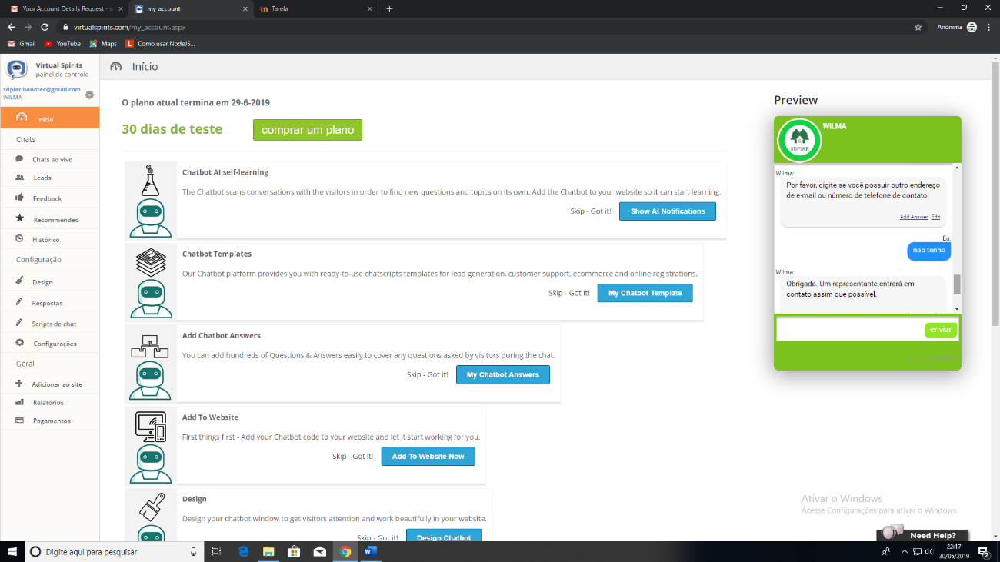 Your Account Details Request - s
my_account
Tarefa
virtualspirits.com/my_account.aspx
Anônima
Gmail
YouTube
Maps
Como usar NodeJS...
Virtual Spirits
painel de controle
sdpiar.bandtec@gmail.com
WILMA
Início
Chats
Chats ao vivo
Leads
Feedback
Recommended
Histórico
Configuração
Design
Respostas
Scripts de chat
Configurações
Geral
Adicionar ao site
Relatórios
Pagamentos
Início
O plano atual termina em 29-6-2019
30 dias de teste
comprar um plano
Chatbot AI self-learning
The Chatbot scans conversations with the visitors in order to find new questions and topics on its own. Add the Chatbot to your website so it can start learning.
Skip - Got it!
Show AI Notifications
Chatbot Templates
Our Chatbot platform provides you with ready-to-use chatscripts templates for lead generation, customer support, ecommerce and online registrations.
Skip - Got it!
My Chatbot Template
Add Chatbot Answers
You can add hundreds of Questions & Answers easily to cover any questions asked by visitors during the chat.
Skip - Got it!
My Chatbot Answers
Add To Website
First things first - Add your Chatbot code to your website and let it start working for you.
Skip - Got it!
Add To Website Now
Design
Design your chatbot window to get visitors attention and work beautifully in your website.
Skip - Got it!
Design Chatbot
Preview
SDPIAR
WILMA
Wilma:
Por favor, digite se você possuir outro endereço
de e-mail ou número de telefone de contato.
Add Answer Edit
Eu:
nao tenho
Wilma:
Obrigada. Um representante entrará em
contato assim que possível.
enviar
Ativar o Windows
Acesse Configurações para ativar o Windows.
Need Help?
Digite aqui para pesquisar
22:17
30/05/2019
2